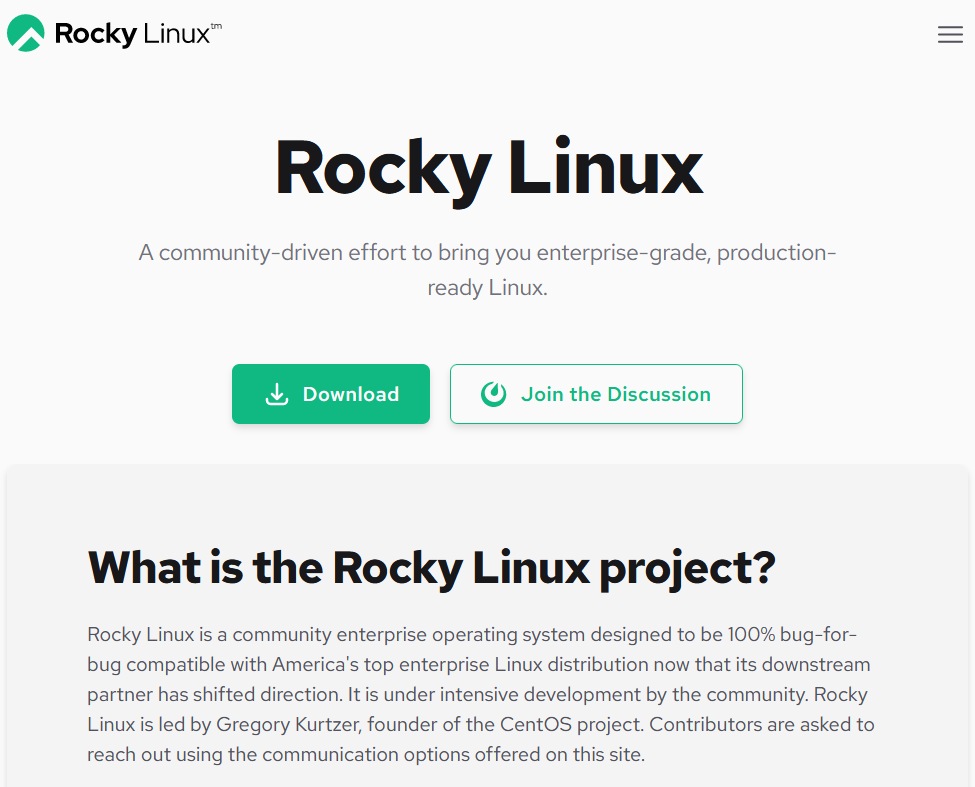 Rocky Linux™
Rocky Linux
A community-driven effort to bring you enterprise-grade, production-
ready Linux.
Download
Join the Discussion
What is the Rocky Linux project?
Rocky Linux is a community enterprise operating system designed to be 100% bug-for-
bug compatible with America's top enterprise Linux distribution now that its downstream
partner has shifted direction. It is under intensive development by the community. Rocky
Linux is led by Gregory Kurtzer, founder of the CentOS project. Contributors are asked to
reach out using the communication options offered on this site.